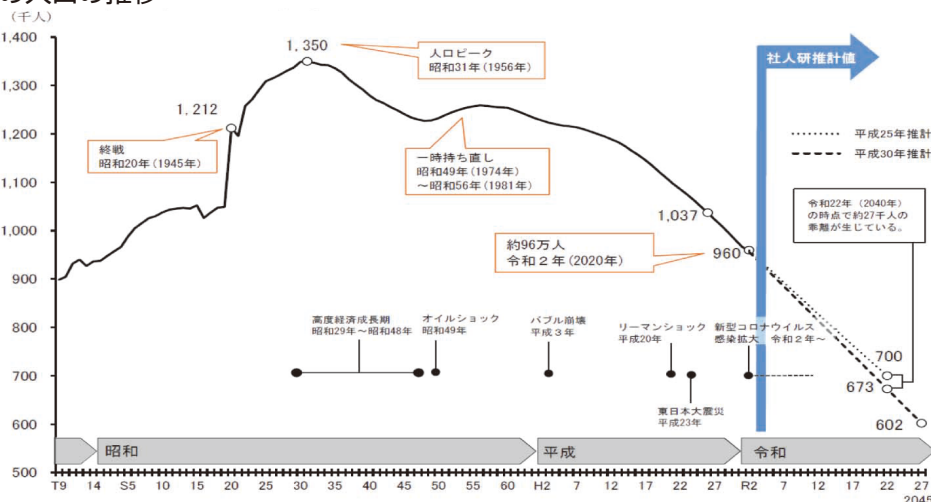 の人口の推移
(千人)
1,400
1,300
1,200
1,100
1,000
900
800
700
600
500
1,350
人口ピーク
昭和31年(1956年)
1,212
終戦
昭和20年(1945年)
一時持ち直し
昭和49年(1974年)
～昭和56年(1981年)
社人研推計値
平成25年推計
平成30年推計
令和22年(2040年)
の時点で約27千人の
乖離が生じている。
1,037
約96万人
令和２年(2020年)
960
高度経済成長期
昭和29年～昭和48年
オイルショック
昭和49年
バブル崩壊
平成３年
リーマンショック
平成20年
新型コロナウイルス
感染拡大　令和２年～
東日本大震災
平成23年
700
673
602
昭和
平成
令和
T9 14 S5 10 15 20 25 30 35 40 45 50 55 60 H2 7 12 17 22 27 R2 7 12 17 22 27
2045